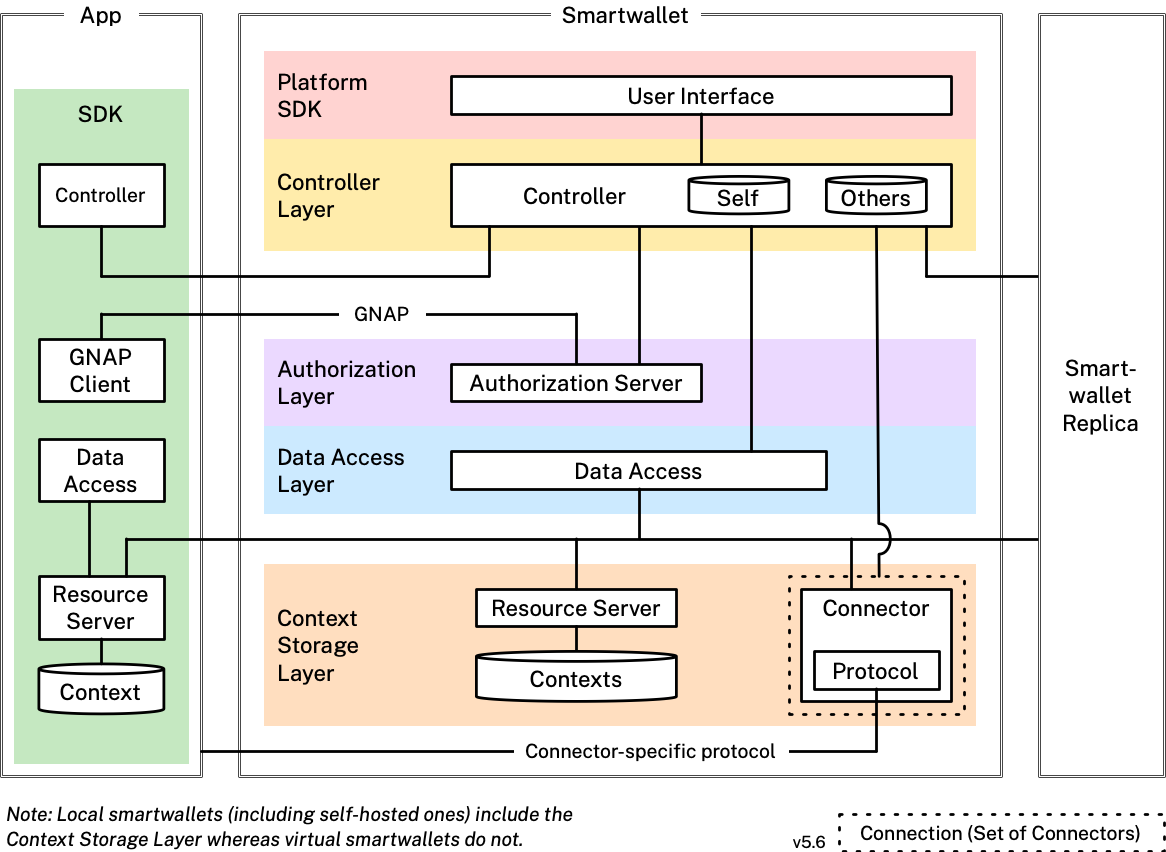 App
Smartwallet
SDK
Controller
GNAP
Client
Data
Access
Resource
Server
Context
Platform
SDK
User Interface
Controller
Layer
Controller
Self
Others
GNAP
Authorization
Layer
Authorization Server
Data Access
Layer
Data Access
Context
Storage
Layer
Resource Server
Contexts
Connector
Protocol
Connector-specific protocol
Smart-
wallet
Replica
Note: Local smartwallets (including self-hosted ones) include the
Context Storage Layer whereas virtual smartwallets do not.
v5.6
Connection (Set of Connectors)